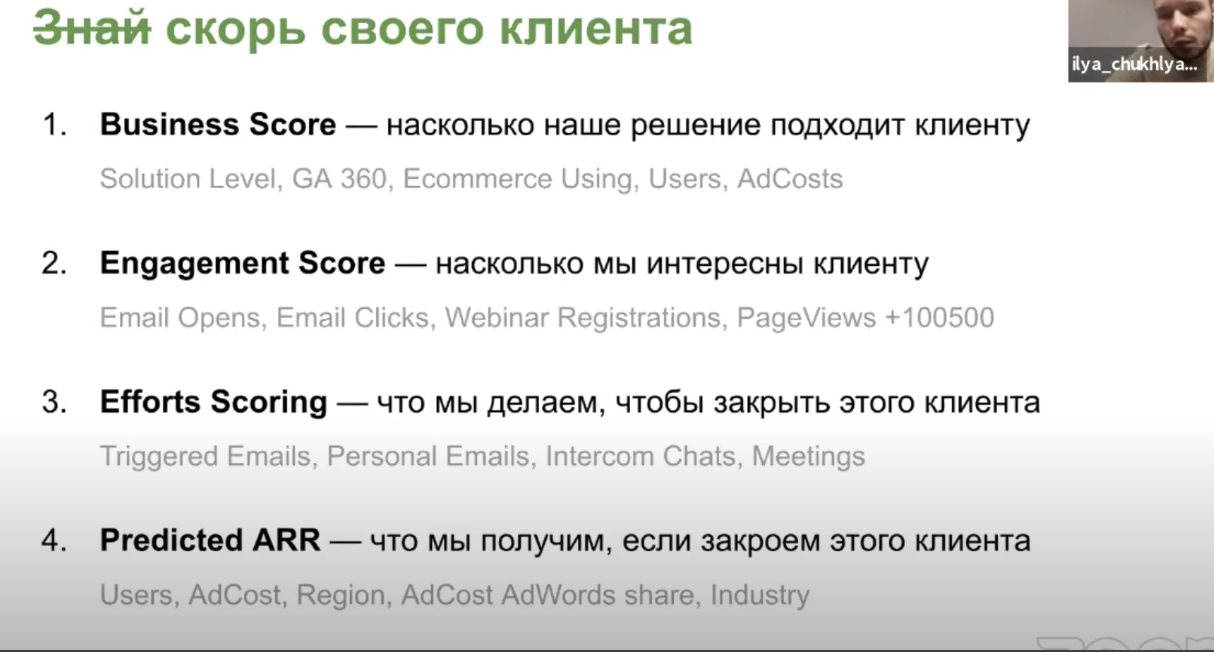 Знай скорь своего клиента
ilya_chukhlya...
1. Business Score — насколько наше решение подходит клиенту
Solution Level, GA 360, Ecommerce Using, Users, AdCosts
2. Engagement Score — насколько мы интересны клиенту
Email Opens, Email Clicks, Webinar Registrations, PageViews +100500
3. Efforts Scoring — что мы делаем, чтобы закрыть этого клиента
Triggered Emails, Personal Emails, Intercom Chats, Meetings
4. Predicted ARR — что мы получим, если закроем этого клиента
Users, AdCost, Region, AdCost AdWords share, Industry